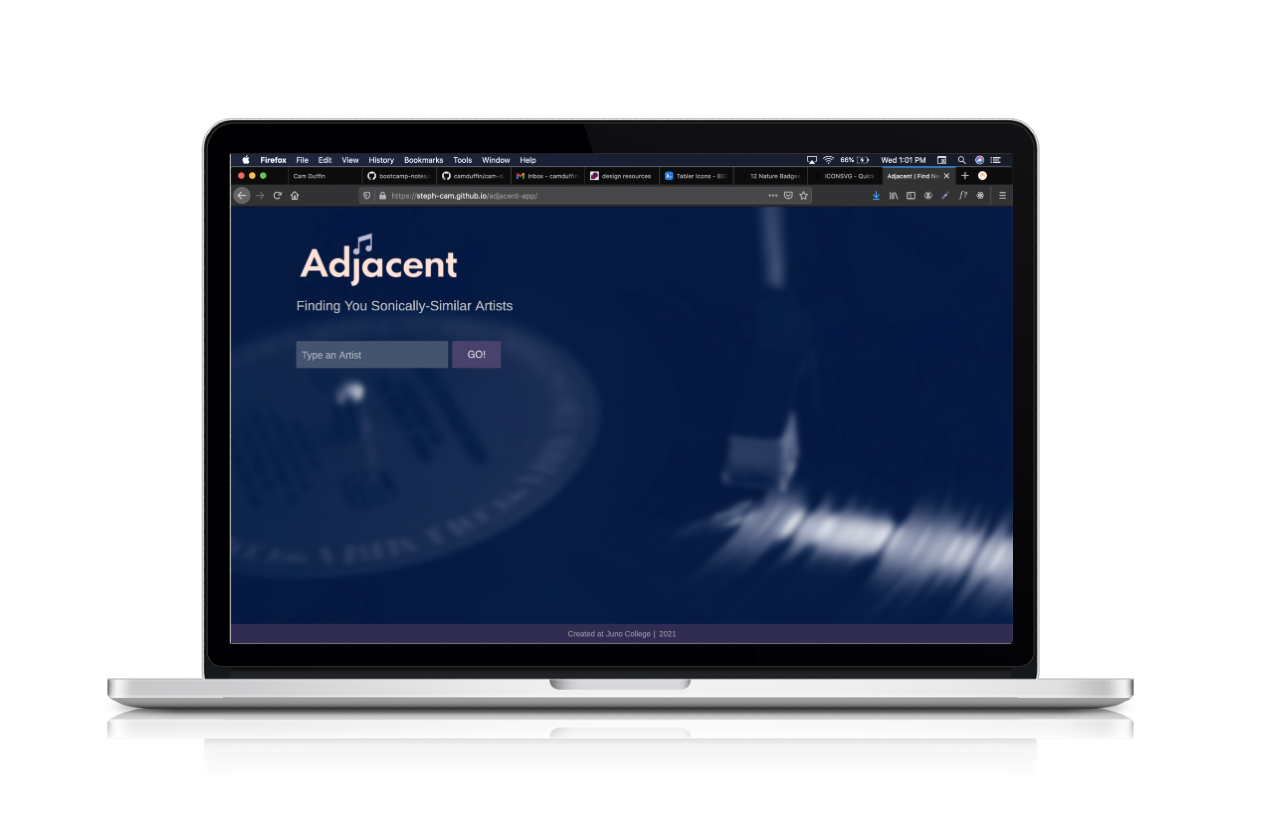 Firefox File Edit View History Bookmarks Tools Window Help 66% Wed 1:01 PM
Cam Duffin bootcamp-notes/ camduffin/cam-d Inbox - camduffin design resources Tabler Icons - 80 12 Nature Badges ICONSVG - Quick Adjacent | Find Ne
https://steph-cam.github.io/adjacent-app/
Adjacent
Finding You Sonically-Similar Artists
Type an Artist GO!
Created at Juno College | 2021